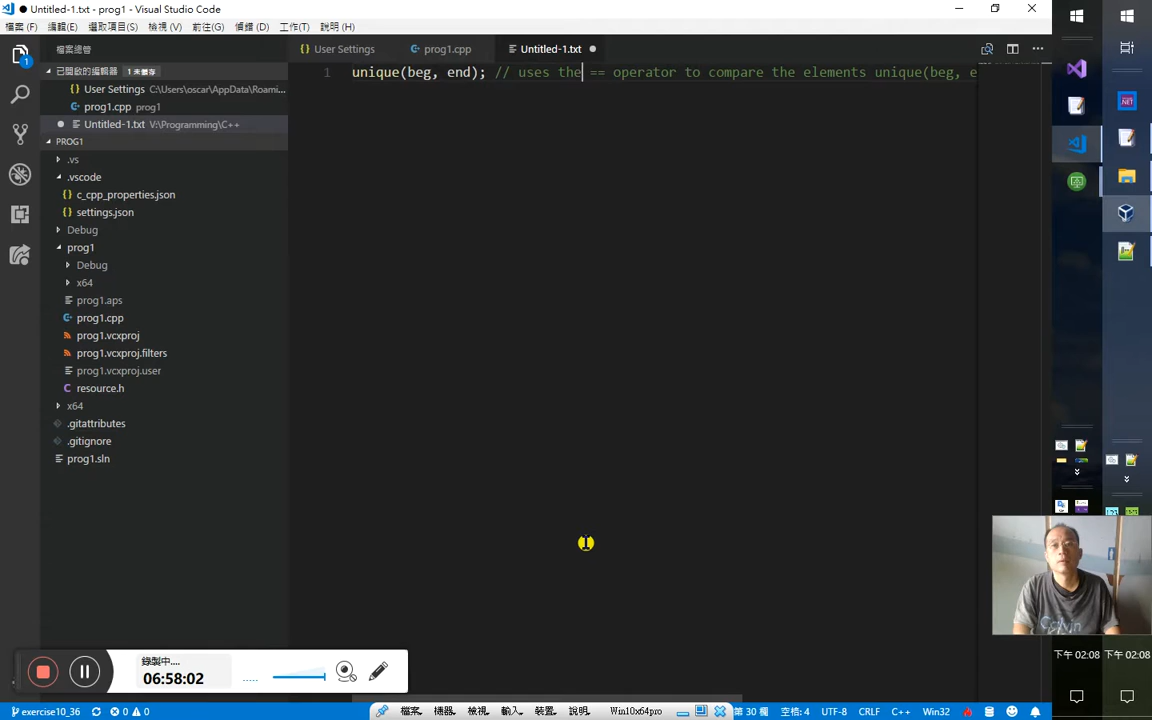 Untitled-1.txt - prog1 - Visual Studio Code
檔案(F) 編輯(E) 選取項目(S) 檢視(V) 前往(G) 偵錯(D) 工作(T) 說明(H)
檔案總管
User Settings prog1.cpp Untitled-1.txt
已開啟的編輯器 1 未儲存
User Settings C:\Users\oscar\AppData\Roami...
prog1.cpp prog1
Untitled-1.txt V:\Programming\C++
1 unique(beg, end); // uses the == operator to compare the elements unique(beg, e
PROG1
.vs
.vscode
c_cpp_properties.json
settings.json
Debug
prog1
Debug
x64
prog1.aps
prog1.cpp
prog1.vcxproj
prog1.vcxproj.filters
prog1.vcxproj.user
resource.h
x64
.gitattributes
.gitignore
prog1.sln
錄製中....
06:58:02
下午 02:08 下午 02:08
exercise10_36 0 0
檔案 機器 檢視 輸入 裝置 說明 Win10x64pro
第 30 欄 空格: 4 UTF-8 CRLF C++ Win32